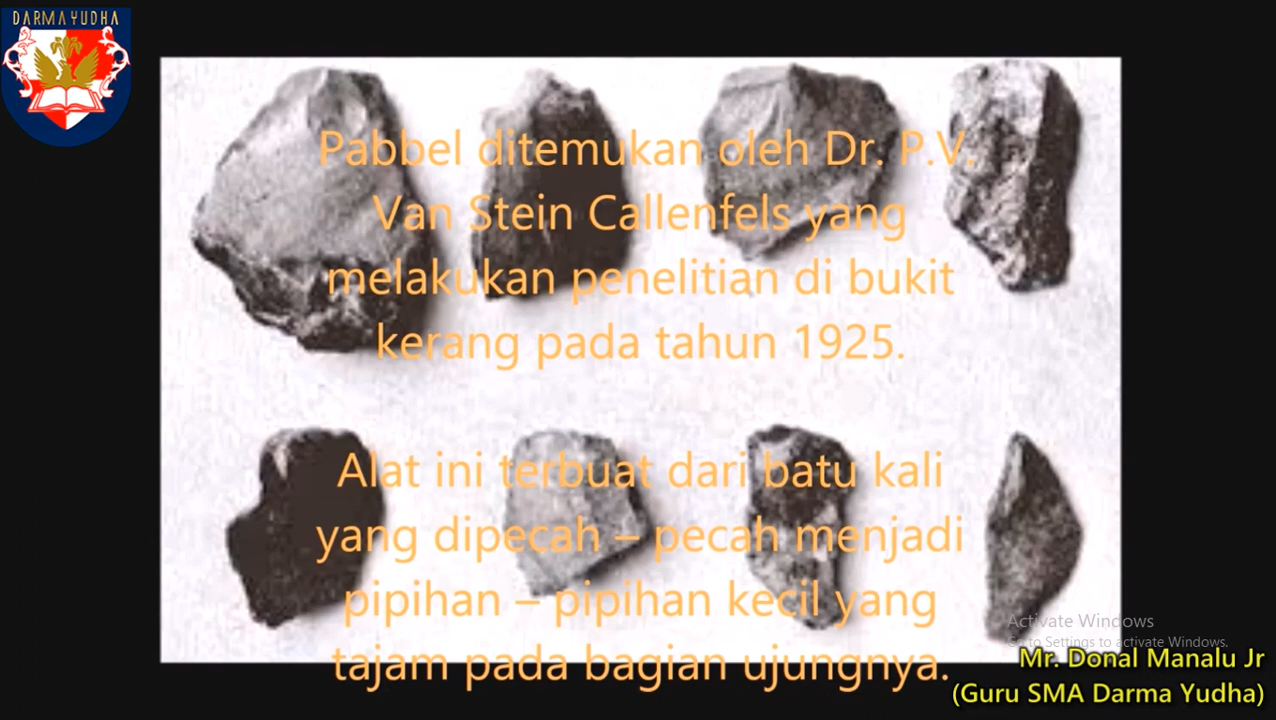 DARMA YUDHA
Pabbel ditemukan oleh Dr. P.V.
Van Stein Callenfels yang
melakukan penelitian di bukit
kerang pada tahun 1925.
Alat ini terbuat dari batu kali
yang dipecah – pecah menjadi
pipihan – pipihan kecil yang
tajam pada bagian ujungnya.
Activate Windows
Go to Settings to activate Windows.
Mr. Donal Manalu Jr
(Guru SMA Darma Yudha)